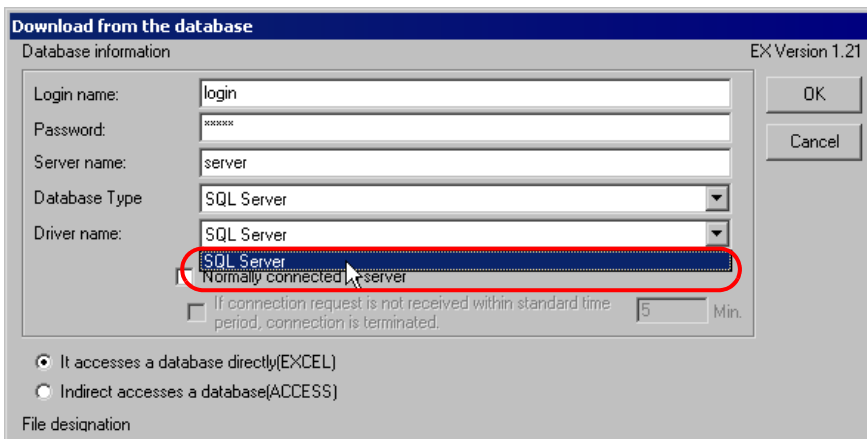 Download from the database
Database information EX Version 1.21
Login name: login OK
Password: ***** Cancel
Server name: server
Database Type SQL Server
Driver name: SQL Server
SQL Server
Normally connected server
If connection request is not received within standard time
period, connection is terminated. 5 Min.
It accesses a database directly(EXCEL)
Indirect accesses a database(ACCESS)
File designation